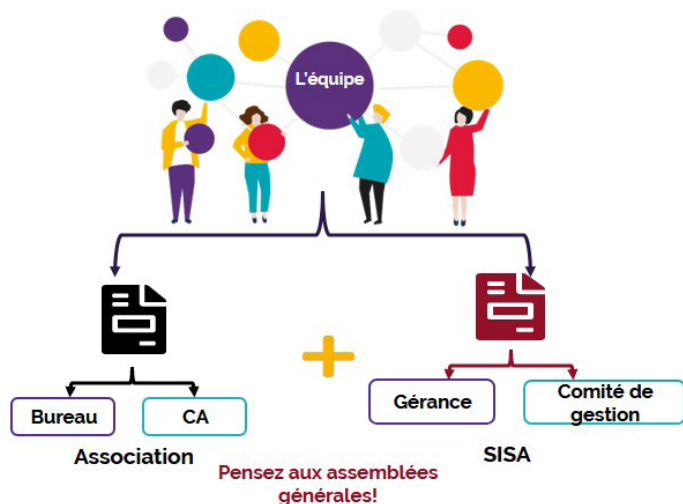 L'équipe
Bureau
CA
Association
Gérance
Comité de
gestion
SISA
Pensez aux assemblées
générales!